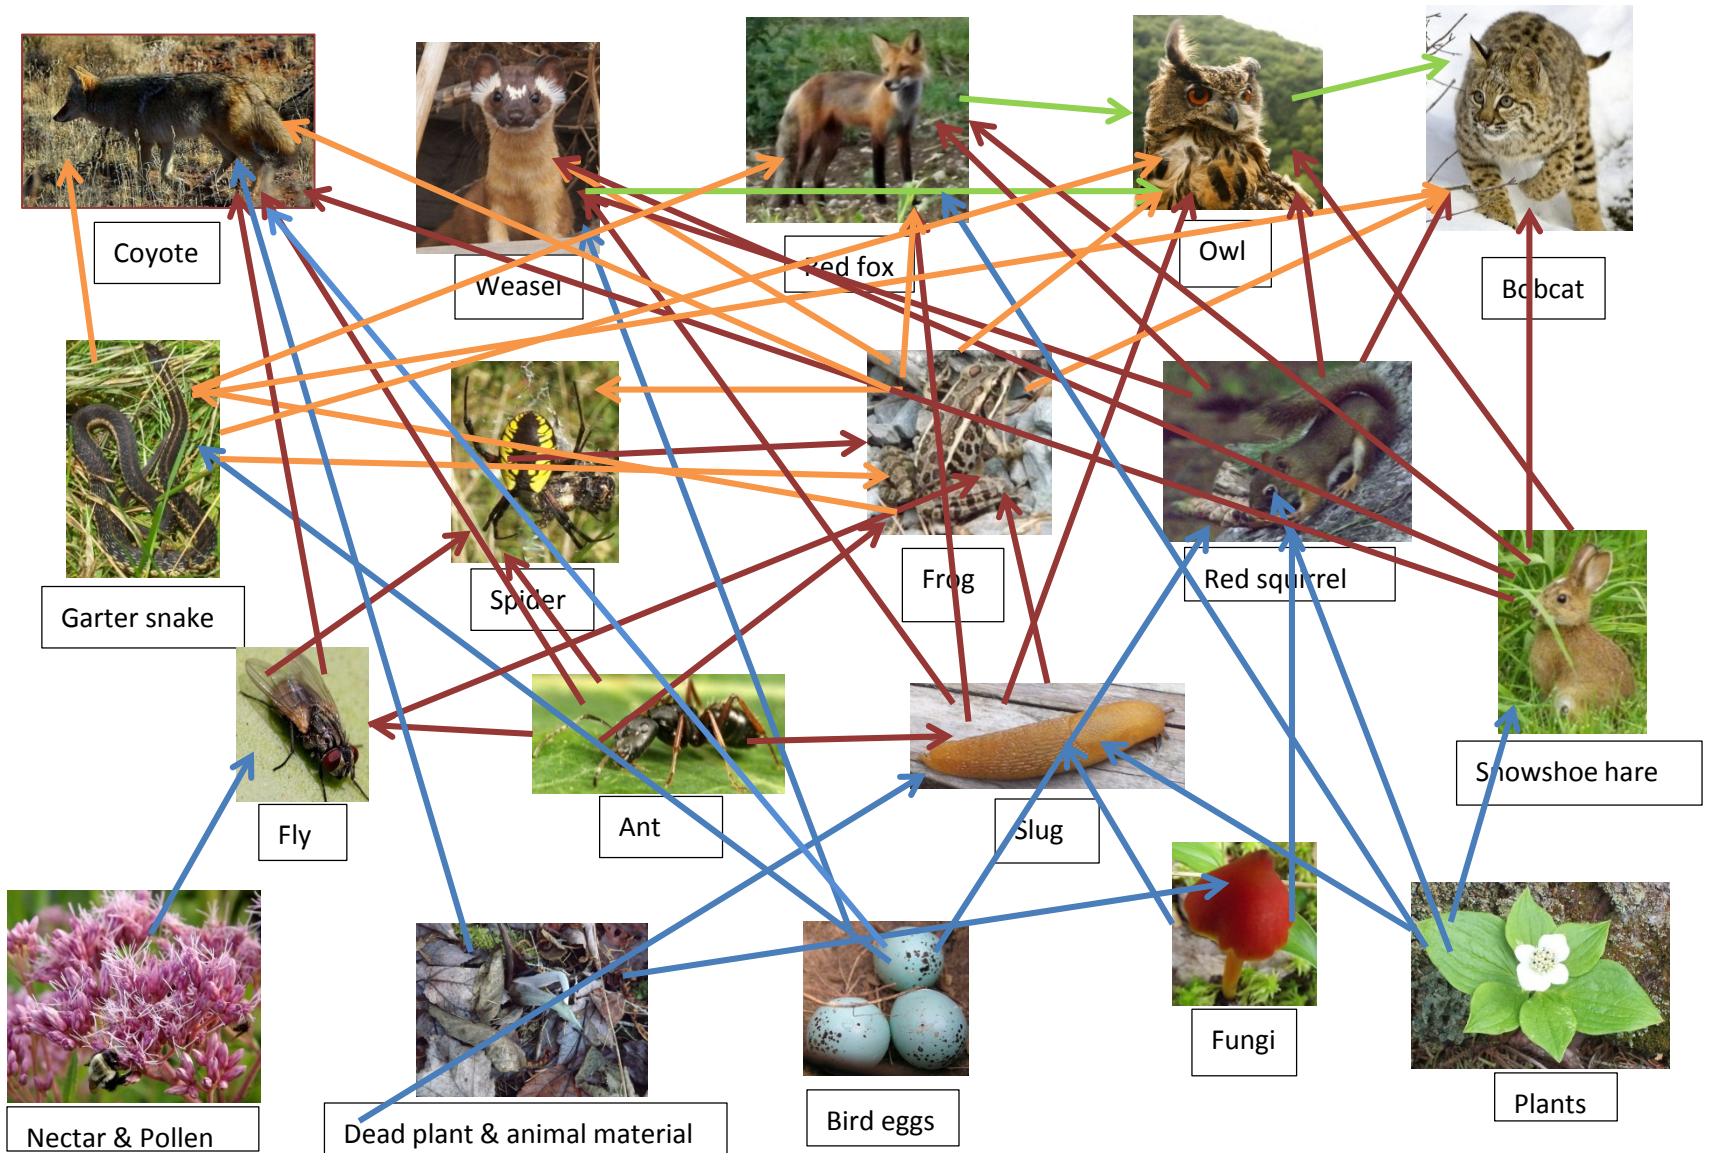 Coyote
Weasel
Red fox
Owl
Bobcat
Garter snake
Spider
Frog
Red squirrel
Snowshoe hare
Fly
Ant
Slug
Fungi
Plants
Nectar & Pollen
Dead plant & animal material
Bird eggs